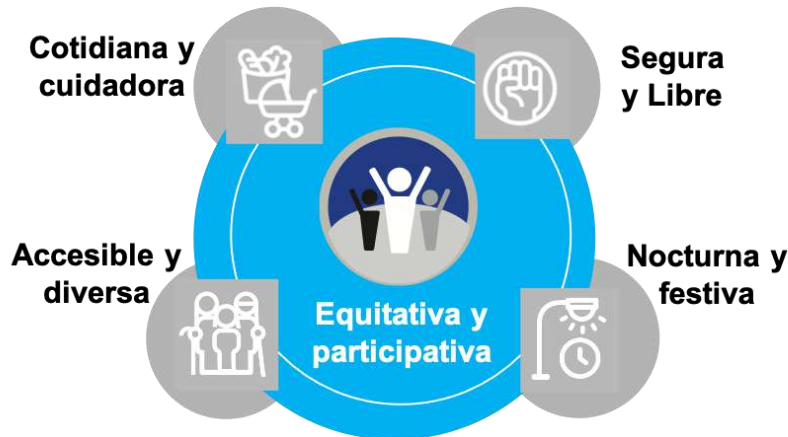 Cotidiana y
cuidadora
Segura
y Libre
Accesible y
diversa
Nocturna y
festiva
Equitativa y
participativa